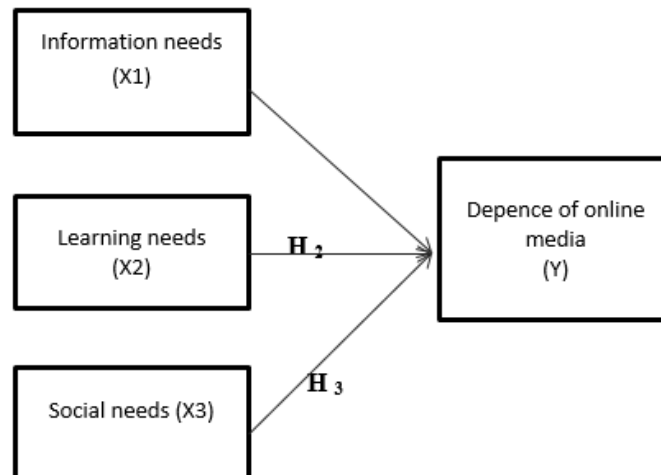 Information needs
(X1)
Learning needs
(X2)
H 2
Depence of online
media
(Y)
Social needs (X3)
H 3